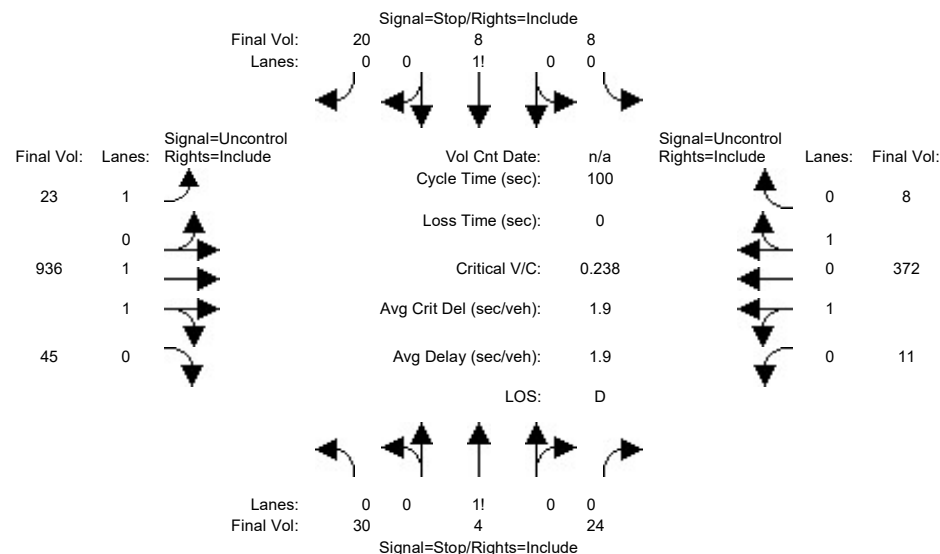 Signal=Stop/Rights=Include
Final Vol: 20 8 8
Lanes: 0 0 1! 0 0
Signal=Uncontrol Signal=Uncontrol
Final Vol: Lanes: Rights=Include Vol Cnt Date: n/a Rights=Include Lanes: Final Vol:
Cycle Time (sec): 100
23 1 0 8
Loss Time (sec): 0
0 1
936 1 Critical V/C: 0.238 0 372
1 Avg Crit Del (sec/veh): 1.9 1
45 0 Avg Delay (sec/veh): 1.9 0 11
LOS: D
Lanes: 0 0 1! 0 0
Final Vol: 30 4 24
Signal=Stop/Rights=Include